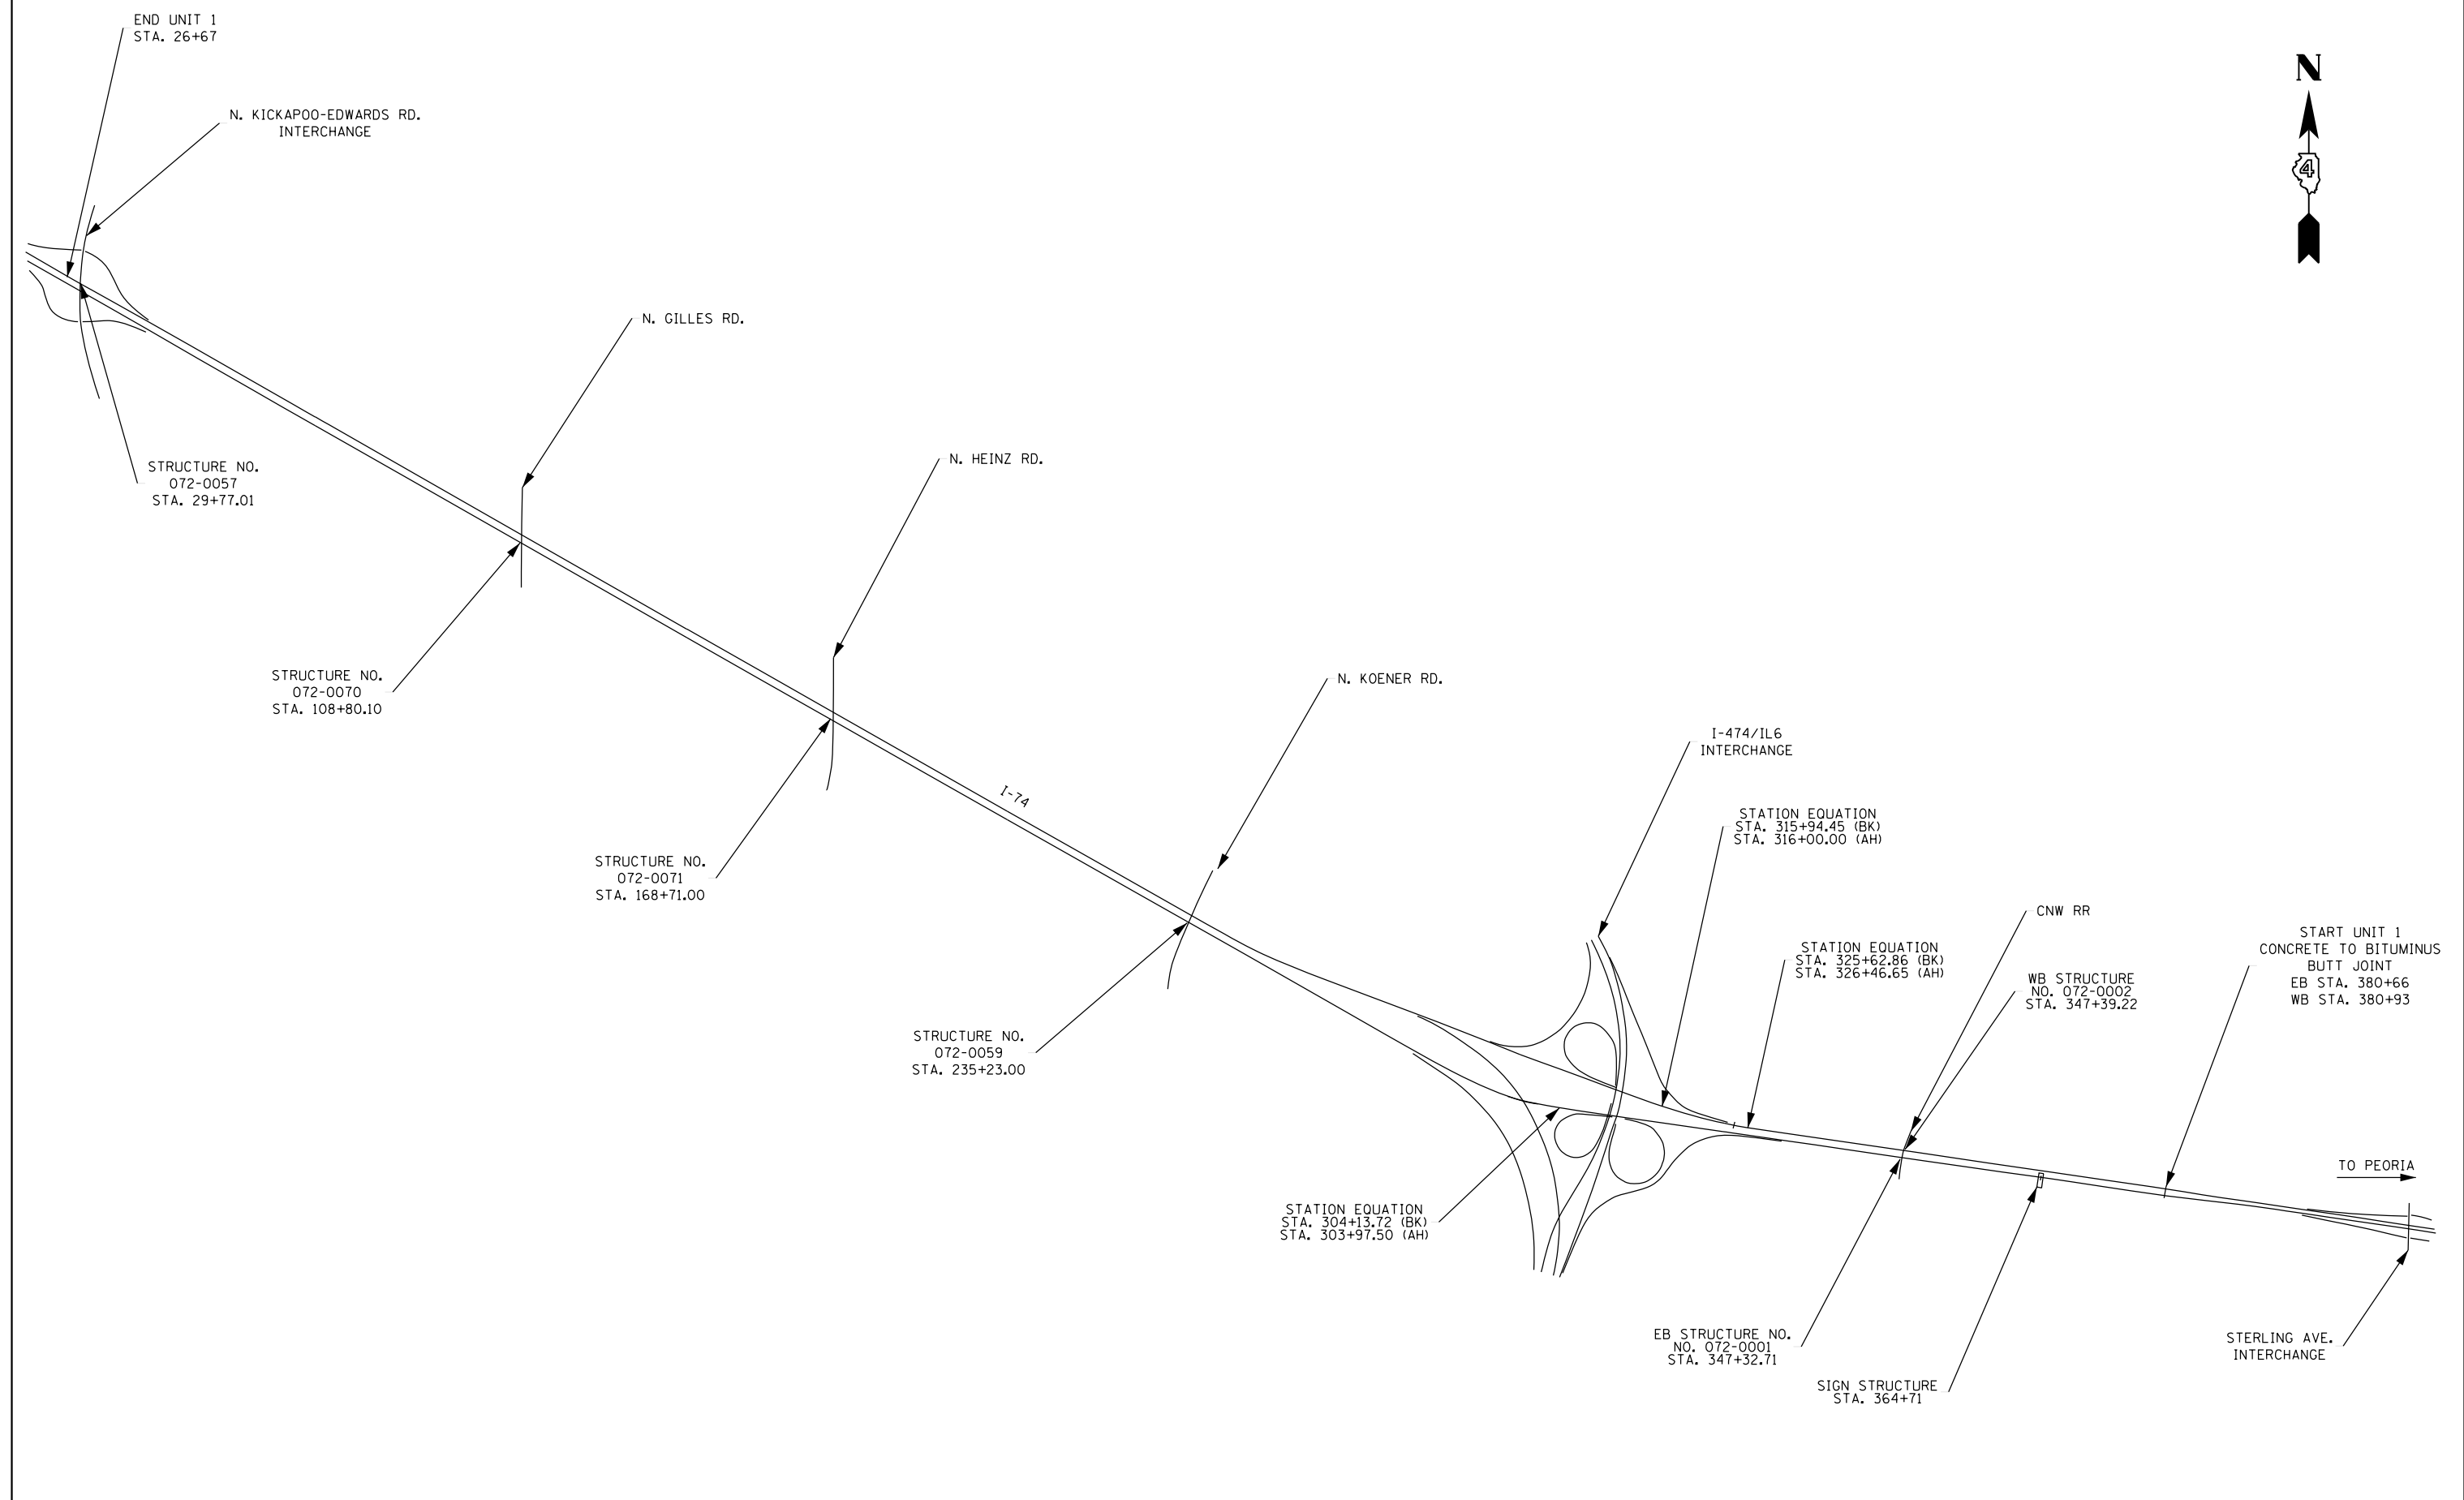 END UNIT 1
STA. 26+67
N
N. KICKAPOO-EDWARDS RD.
INTERCHANGE
4
N. GILLES RD.
N. HEINZ RD.
STRUCTURE NO.
072-0057
STA. 29+77.01
STRUCTURE NO.
072-0070
STA. 108+80.10
N. KOENER RD.
I-474/IL6
INTERCHANGE
I-74
STATION EQUATION
STA. 315+94.45 (BK)
STA. 316+00.00 (AH)
STRUCTURE NO.
072-0071
STA. 168+71.00
CNW RR
START UNIT 1
CONCRETE TO BITUMINUS
BUTT JOINT
EB STA. 380+66
WB STA. 380+93
STATION EQUATION
STA. 325+62.86 (BK)
STA. 326+46.65 (AH)
WB STRUCTURE
NO. 072-0002
STA. 347+39.22
STRUCTURE NO.
072-0059
STA. 235+23.00
TO PEORIA
STATION EQUATION
STA. 304+13.72 (BK)
STA. 303+97.50 (AH)
EB STRUCTURE NO.
NO. 072-0001
STA. 347+32.71
STERLING AVE.
INTERCHANGE
SIGN STRUCTURE
STA. 364+71